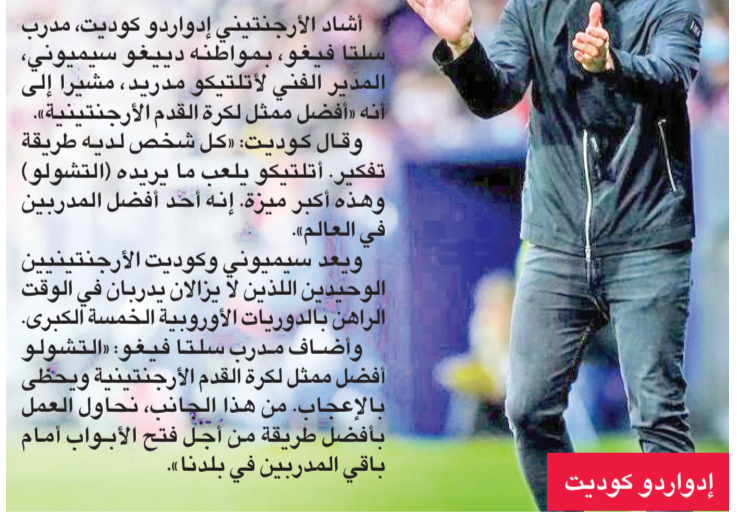 أشاد الأرجنتيني إدواردو كوديت، مدرب
سلتا فيغو، بمواطنه دييغو سيميوني،
المدير الفني لأتلتيكو مدريد، مشيرا إلى
أنه «أفضل ممثل لكرة القدم الأرجنتينية».
وقال كوديت: «كل شخص لديه طريقة
تفكير. أتلتيكو يلعب ما يريده (التشولو)
وهذه أكبر ميزة. إنه أحد أفضل المدربين
في العالم».
ويعد سيميوني وكوديت الأرجنتينيين
الوحيدين اللذين لا يزالان يدربان في الوقت
الراهن بالدوريات الأوروبية الخمسة الكبرى.
وأضاف مدرب سلتا فيغو: «التشولو
أفضل ممثل لكرة القدم الأرجنتينية ويحظى
بالإعجاب. من هذا الجانب، نحاول العمل
بأفضل طريقة من أجل فتح الأبواب أمام
باقي المدربين في بلدنا».
إدواردو كوديت